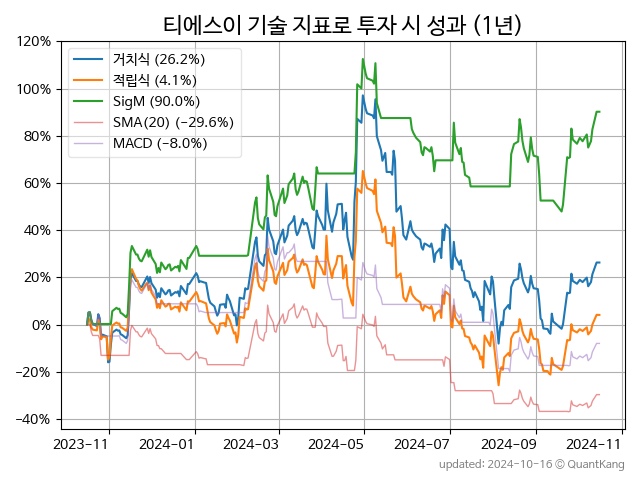 티에스이 기술 지표로 투자 시 성과 (1년)
120%
100%
80%
60%
40%
20%
0%
−20%
−40%
거치식 (26.2%)
적립식 (4.1%)
SigM (90.0%)
SMA(20) (−29.6%)
MACD (−8.0%)
2023-11 2024-01 2024-03 2024-05 2024-07 2024-09 2024-11
updated: 2024-10-16 © QuantKang